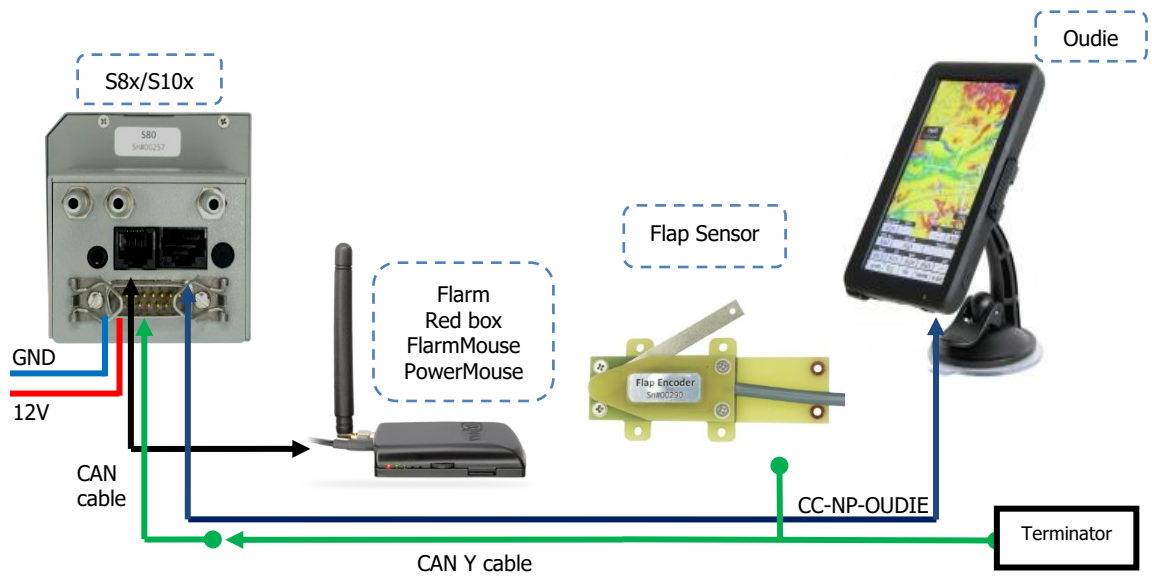 Oudie
S8x/S10x
S80
Sn#00257
Flap Sensor
Flarm
Red box
FlarmMouse
PowerMouse
Flap Encoder
Sn#00290
GND
12V
CAN
cable
CC-NP-OUDIE
Terminator
CAN Y cable